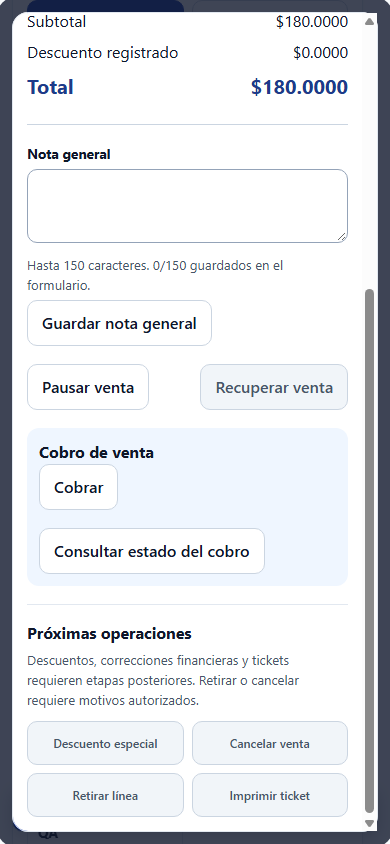 Subtotal $180.0000
Descuento registrado $0.0000
Total $180.0000
Nota general
Hasta 150 caracteres. 0/150 guardados en el
formulario.
Guardar nota general
Pausar venta Recuperar venta
Cobro de venta
Cobrar
Consultar estado del cobro
Próximas operaciones
Descuentos, correcciones financieras y tickets
requieren etapas posteriores. Retirar o cancelar
requiere motivos autorizados.
Descuento especial Cancelar venta
Retirar línea Imprimir ticket
QA